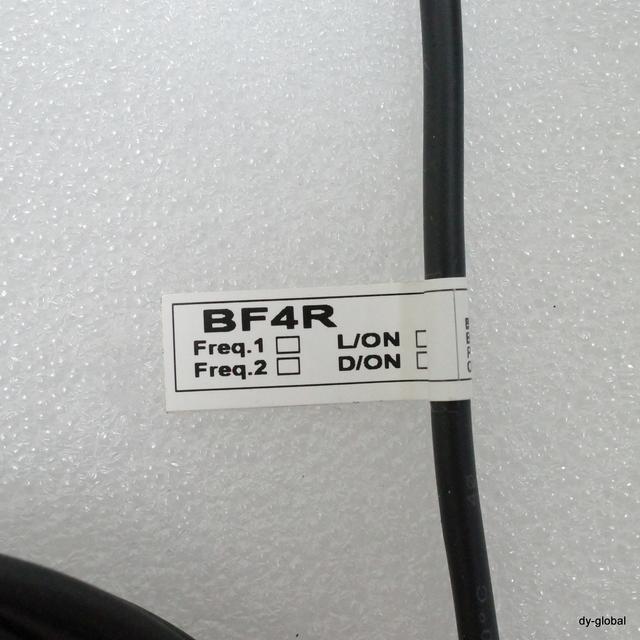 BF4R
Freq.1 L/ON
Freq.2 D/ON
dy-global